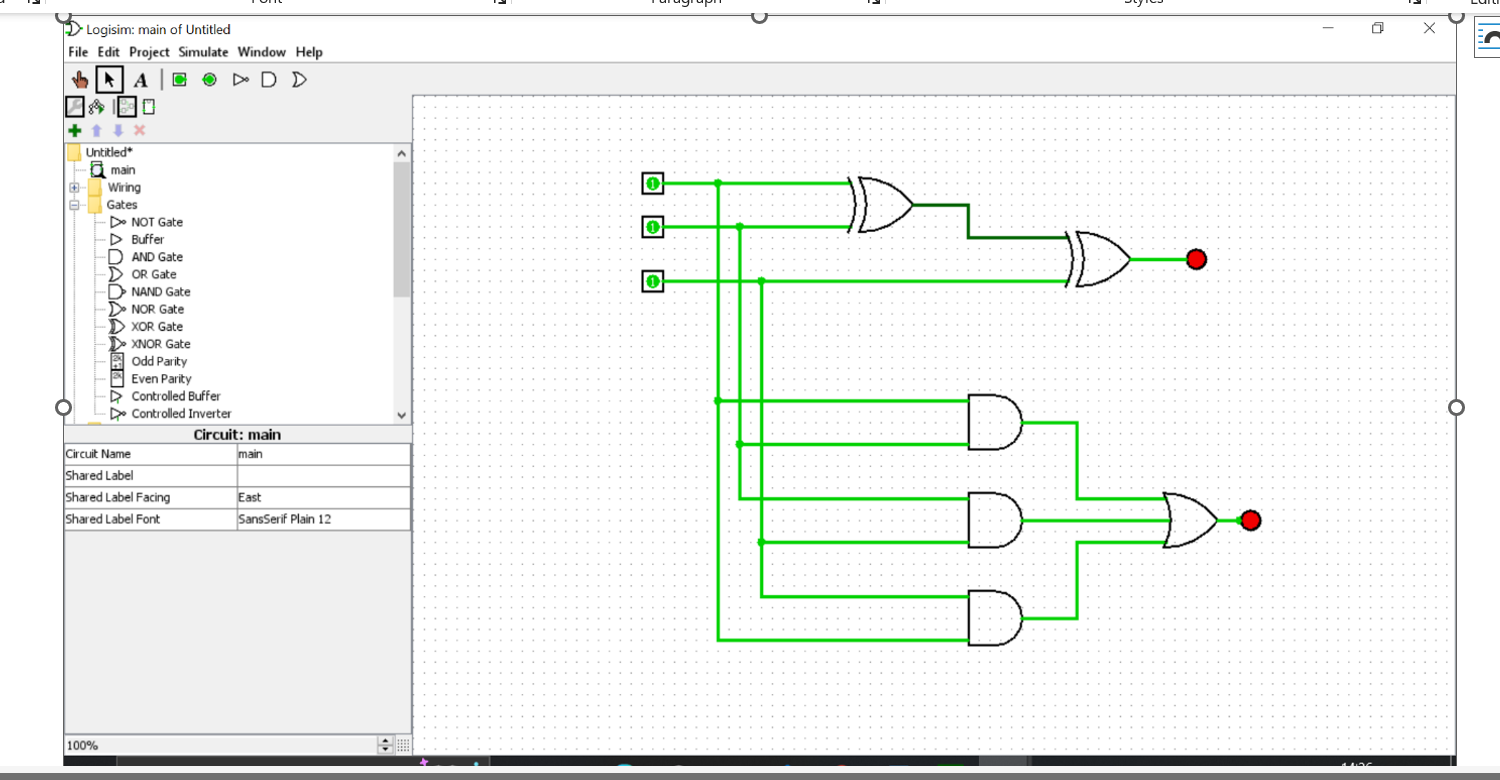 Logisim: main of Untitled
File Edit Project Simulate Window Help
A
Untitled*
main
Wiring
Gates
NOT Gate
Buffer
AND Gate
OR Gate
NAND Gate
NOR Gate
XOR Gate
XNOR Gate
Odd Parity
Even Parity
Controlled Buffer
Controlled Inverter
Circuit: main
Circuit Name main
Shared Label
Shared Label Facing East
Shared Label Font SansSerif Plain 12
100%
1
1
1